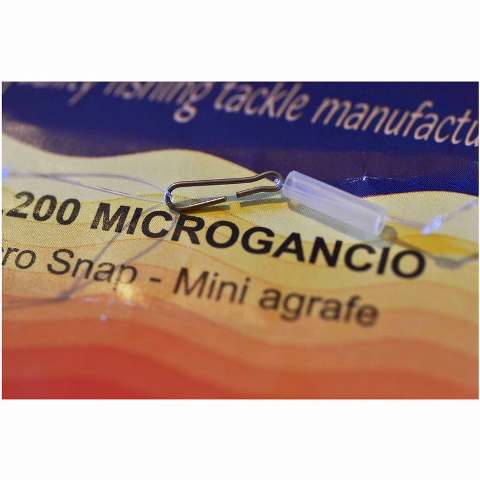 fishing tackle manufactu
.200 MICROGANCIO
ro Snap - Mini agrafe